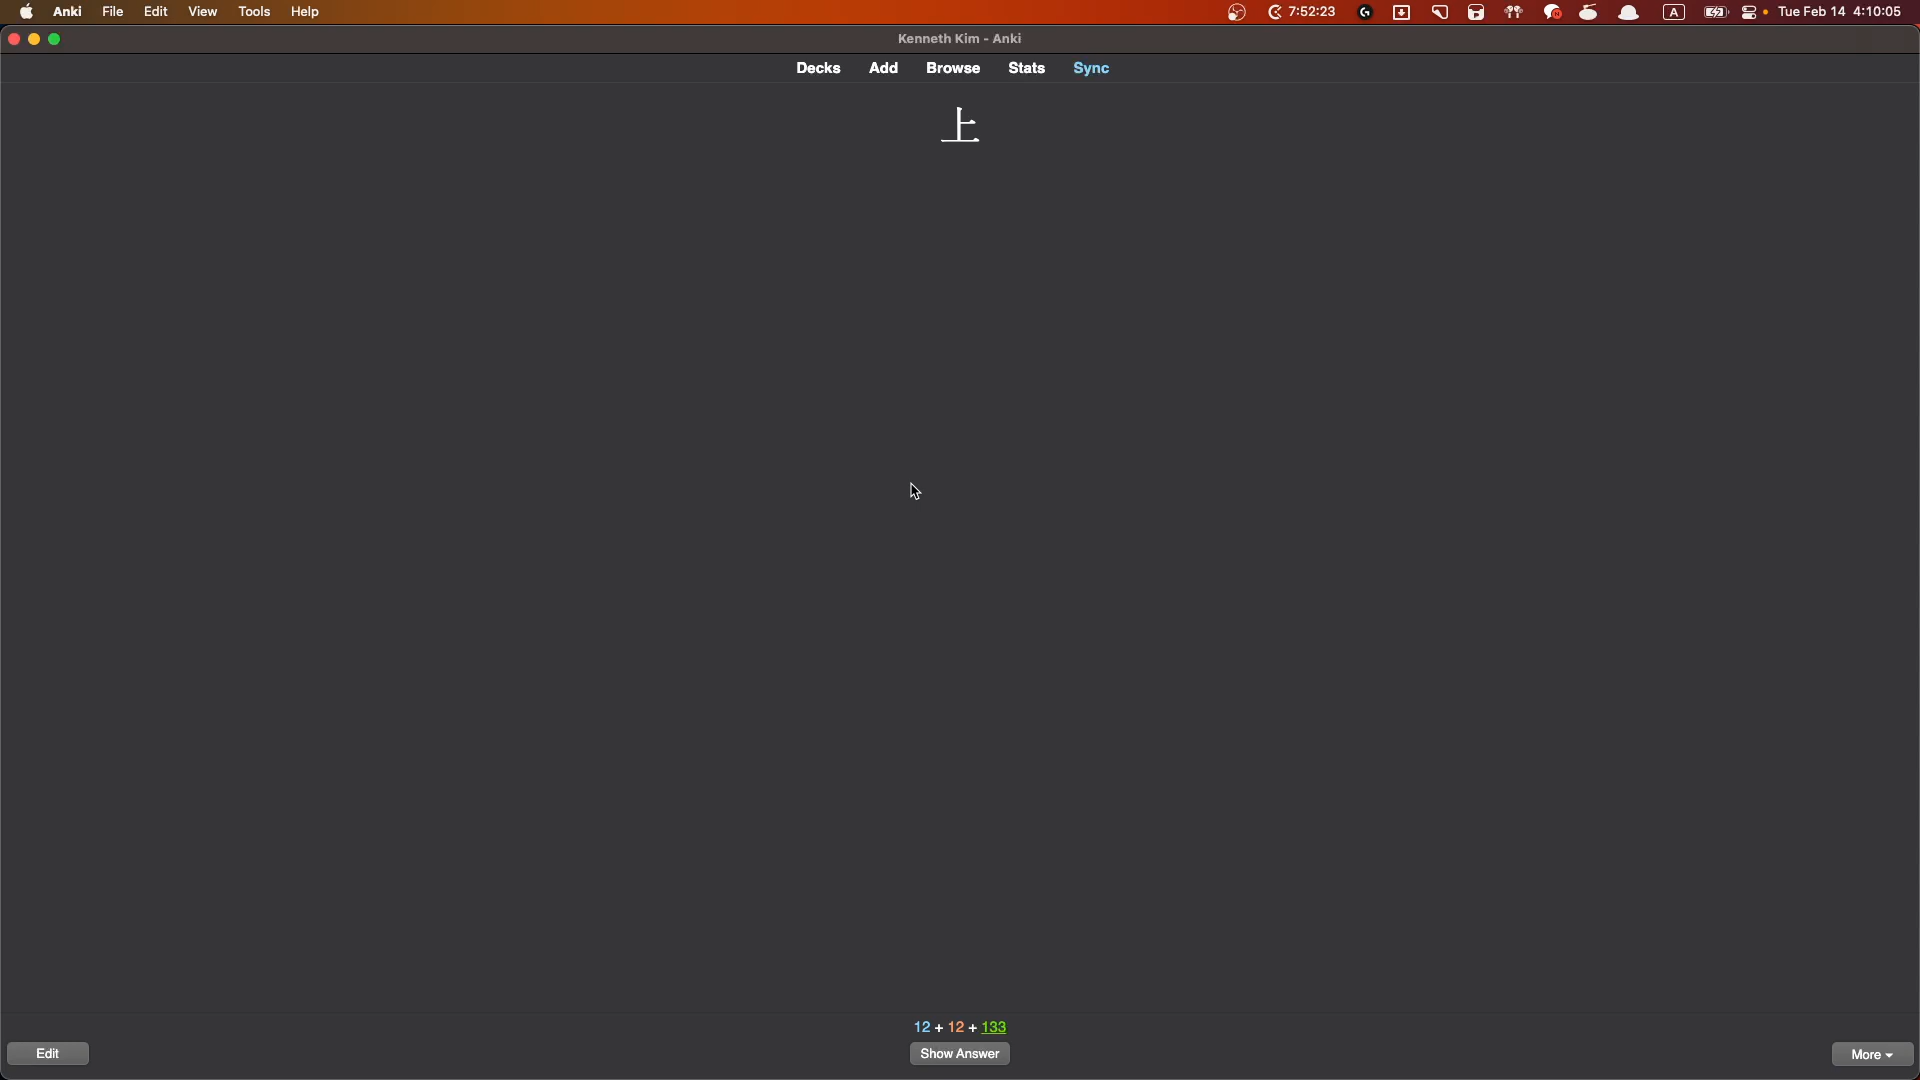 Anki File Edit View Tools Help 7:52:23 A Tue Feb 14 4:10:05
Kenneth Kim - Anki
Decks Add Browse Stats Sync
上
12 + 12 + 133
Edit Show Answer More